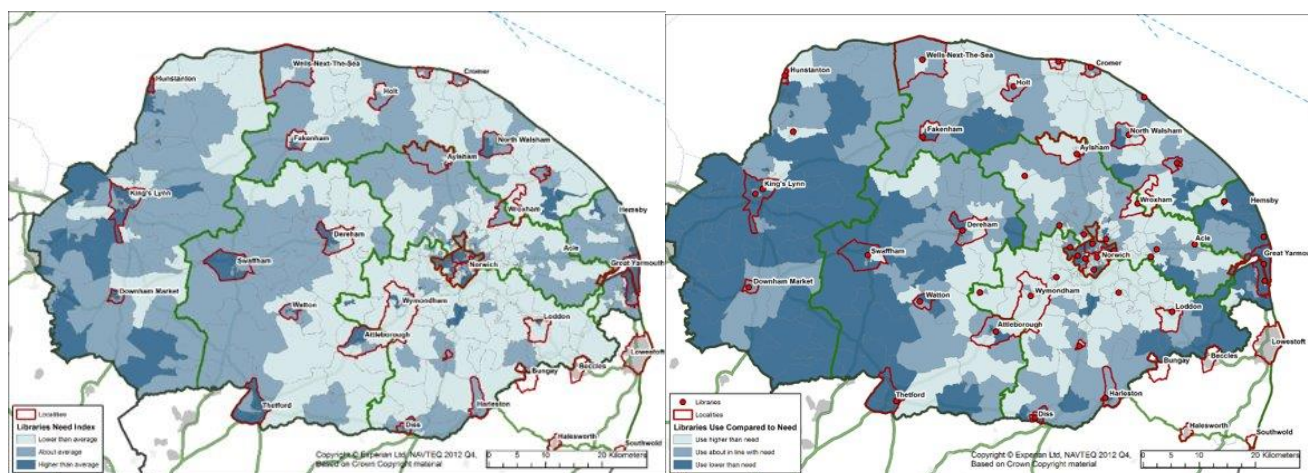 Hunstanton
Wells-Next-The-Sea
Cromer
Holt
Fakenham
North Walsham
Aylsham
King's Lynn
Wroxham
Hemsby
Dereham
Acle
Swaffham
Norwich
Great Yarmouth
Downham Market
Wymondham
Watton
Loddon
Attleborough
Lowestoft
Beccles
Bungay
Thetford
Harleston
Diss
Halesworth
Southwold
Localities
Libraries Need Index
Lower than average
About average
Higher than average
Copyright © Experian Ltd, NAVTEQ 2012 Q4,
Based on Crown Copyright material
0 5 10 20 Kilometers
Hunstanton
Wells-Next-The-Sea
Cromer
Holt
Fakenham
North Walsham
Aylsham
King's Lynn
Wroxham
Hemsby
Dereham
Acle
Swaffham
Norwich
Great Yarmouth
Downham Market
Wymondham
Watton
Loddon
Attleborough
Lowestoft
Beccles
Bungay
Thetford
Harleston
Diss
Halesworth
Southwold
Libraries
Localities
Libraries Use Compared to Need
Use higher than need
Use about in line with need
Use lower than need
Copyright © Experian Ltd, NAVTEQ 2012 Q4,
Based on Crown Copyright material
0 5 10 20 Kilometers